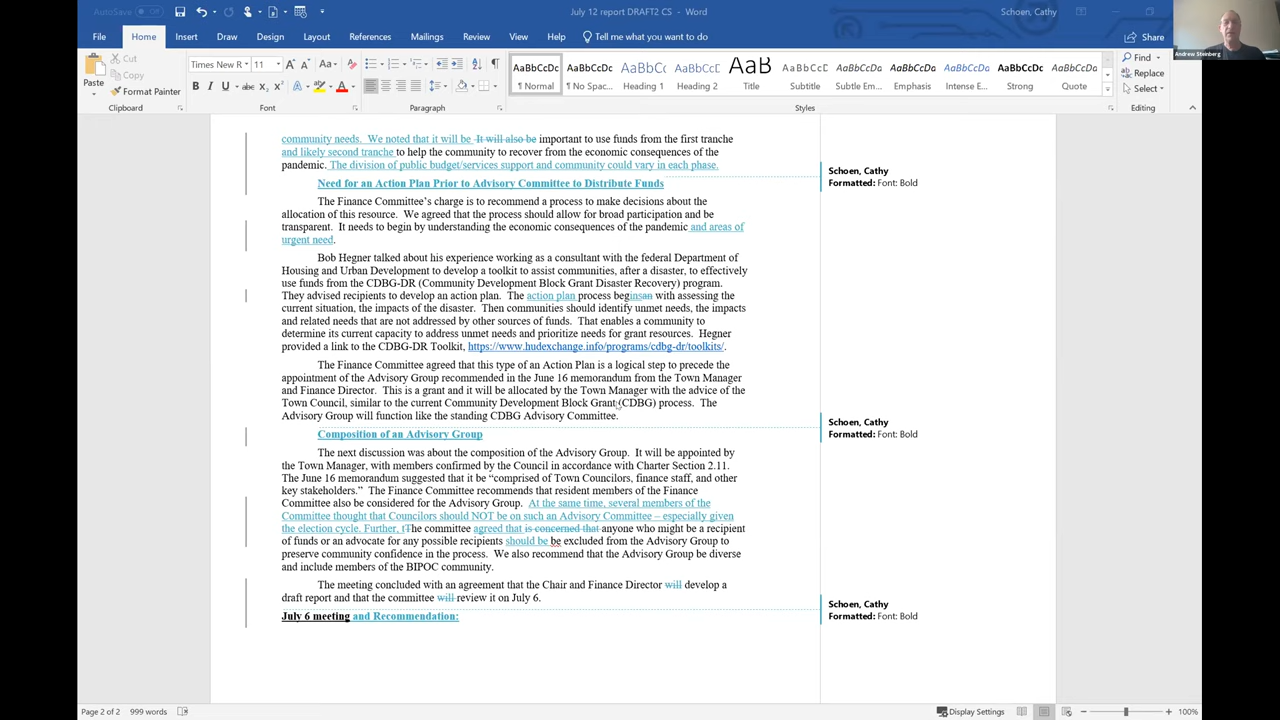 AutoSave Off
July 12 report DRAFT2 CS - Word
Schoen, Cathy
Andrew Steinberg
File Home Insert Draw Design Layout References Mailings Review View Help Tell me what you want to do
Share
Paste
Cut
Copy
Format Painter
Clipboard
Times New R 11
Font
Paragraph
AaBbCcDc AaBbCcDc AaBbCc AaBbCcD AaB AaBbCcD AaBbCcDc AaBbCcDc AaBbCcDc AaBbCcDc AaBbCcDc
¶ Normal ¶ No Spac... Heading 1 Heading 2 Title Subtitle Subtle Em... Emphasis Intense E... Strong Quote
Styles
Find
Replace
Select
Editing
community needs. We noted that it will be It will also be important to use funds from the first tranche
and likely second tranche to help the community to recover from the economic consequences of the
pandemic. The division of public budget/services support and community could vary in each phase.
Need for an Action Plan Prior to Advisory Committee to Distribute Funds
The Finance Committee's charge is to recommend a process to make decisions about the
allocation of this resource. We agreed that the process should allow for broad participation and be
transparent. It needs to begin by understanding the economic consequences of the pandemic and areas of
urgent need.
Bob Hegner talked about his experience working as a consultant with the federal Department of
Housing and Urban Development to develop a toolkit to assist communities, after a disaster, to effectively
use funds from the CDBG-DR (Community Development Block Grant Disaster Recovery) program.
They advised recipients to develop an action plan. The action plan process beginsan with assessing the
current situation, the impacts of the disaster. Then communities should identify unmet needs, the impacts
and related needs that are not addressed by other sources of funds. That enables a community to
determine its current capacity to address unmet needs and prioritize needs for grant resources. Hegner
provided a link to the CDBG-DR Toolkit, https://www.hudexchange.info/programs/cdbg-dr/toolkits/.
The Finance Committee agreed that this type of an Action Plan is a logical step to precede the
appointment of the Advisory Group recommended in the June 16 memorandum from the Town Manager
and Finance Director. This is a grant and it will be allocated by the Town Manager with the advice of the
Town Council, similar to the current Community Development Block Grant (CDBG) process. The
Advisory Group will function like the standing CDBG Advisory Committee.
Composition of an Advisory Group
The next discussion was about the composition of the Advisory Group. It will be appointed by
the Town Manager, with members confirmed by the Council in accordance with Charter Section 2.11.
The June 16 memorandum suggested that it be “comprised of Town Councilors, finance staff, and other
key stakeholders.” The Finance Committee recommends that resident members of the Finance
Committee also be considered for the Advisory Group. At the same time, several members of the
Committee thought that Councilors should NOT be on such an Advisory Committee – especially given
the election cycle. Further, tThe committee agreed that is concerned that anyone who might be a recipient
of funds or an advocate for any possible recipients should be be excluded from the Advisory Group to
preserve community confidence in the process. We also recommend that the Advisory Group be diverse
and include members of the BIPOC community.
The meeting concluded with an agreement that the Chair and Finance Director will develop a
draft report and that the committee will review it on July 6.
July 6 meeting and Recommendation:
Schoen, Cathy
Formatted: Font: Bold
Schoen, Cathy
Formatted: Font: Bold
Schoen, Cathy
Formatted: Font: Bold
Page 2 of 2 999 words
Display Settings
100%